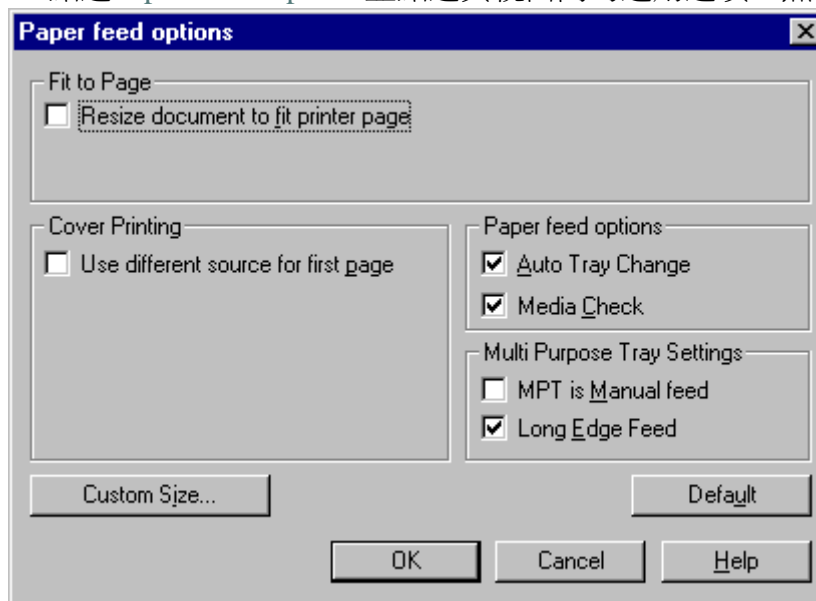 Paper feed options
Fit to Page
Resize document to fit printer page
Cover Printing
Use different source for first page
Paper feed options
Auto Tray Change
Media Check
Multi Purpose Tray Settings
MPT is Manual feed
Long Edge Feed
Custom Size...
Default
OK
Cancel
Help